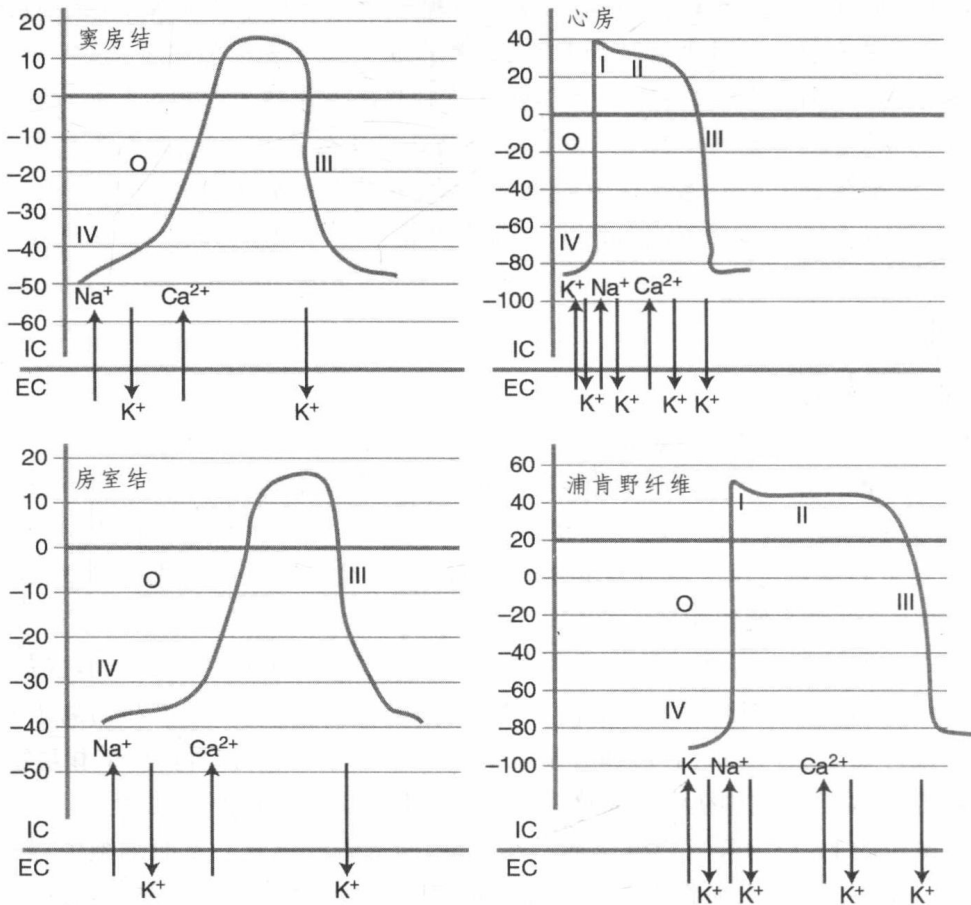 窦房结
20
10
0
−10
−20
−30
−40
−50
−60
O
III
IV
Na⁺ Ca²⁺
IC
EC
K⁺ K⁺
心房
40
20
0
−20
−40
−60
−80
−100
I II
O
III
IV
K⁺ Na⁺ Ca²⁺
IC
EC
K⁺ K⁺ K⁺ K⁺
房室结
20
10
0
−10
−20
−30
−40
−50
O
III
IV
Na⁺ Ca²⁺
IC
EC
K⁺ K⁺
浦肯野纤维
60
40
20
0
−20
−40
−60
−80
−100
I II
O
III
IV
K Na⁺ Ca²⁺
IC
EC
K⁺ K⁺ K⁺ K⁺